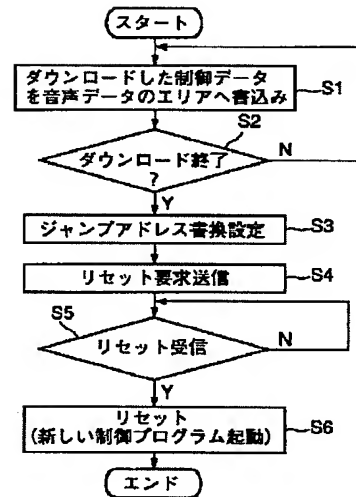 スタート
ダウンロードした制御データ
を音声データのエリアへ書込み
S1
S2
ダウンロード終了
?
N
Y
ジャンプアドレス書換設定
S3
リセット要求送信
S4
S5
リセット受信
N
Y
リセット
(新しい制御プログラム起動)
S6
エンド